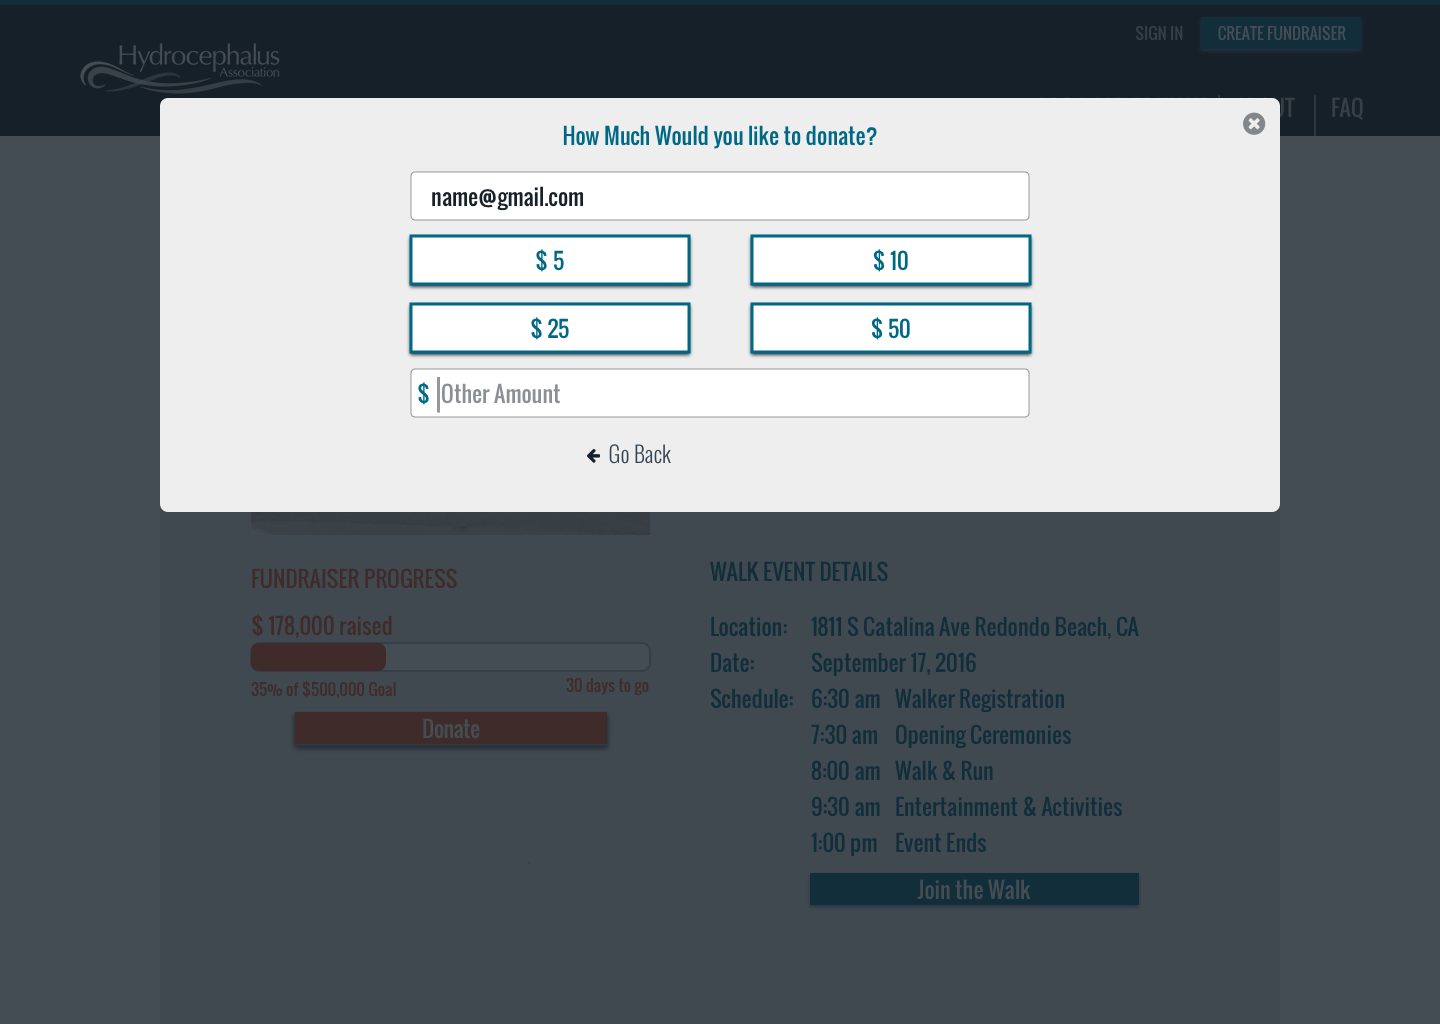 SIGN IN
CREATE FUNDRAISER
Hydrocephalus
Association
FAQ
How Much Would you like to donate?
name@gmail.com
$ 5
$ 10
$ 25
$ 50
$ Other Amount
Go Back
FUNDRAISER PROGRESS
$ 178,000 raised
35% of $500,000 Goal
30 days to go
Donate
WALK EVENT DETAILS
Location: 1811 S Catalina Ave Redondo Beach, CA
Date: September 17, 2016
Schedule: 6:30 am Walker Registration
7:30 am Opening Ceremonies
8:00 am Walk & Run
9:30 am Entertainment & Activities
1:00 pm Event Ends
Join the Walk